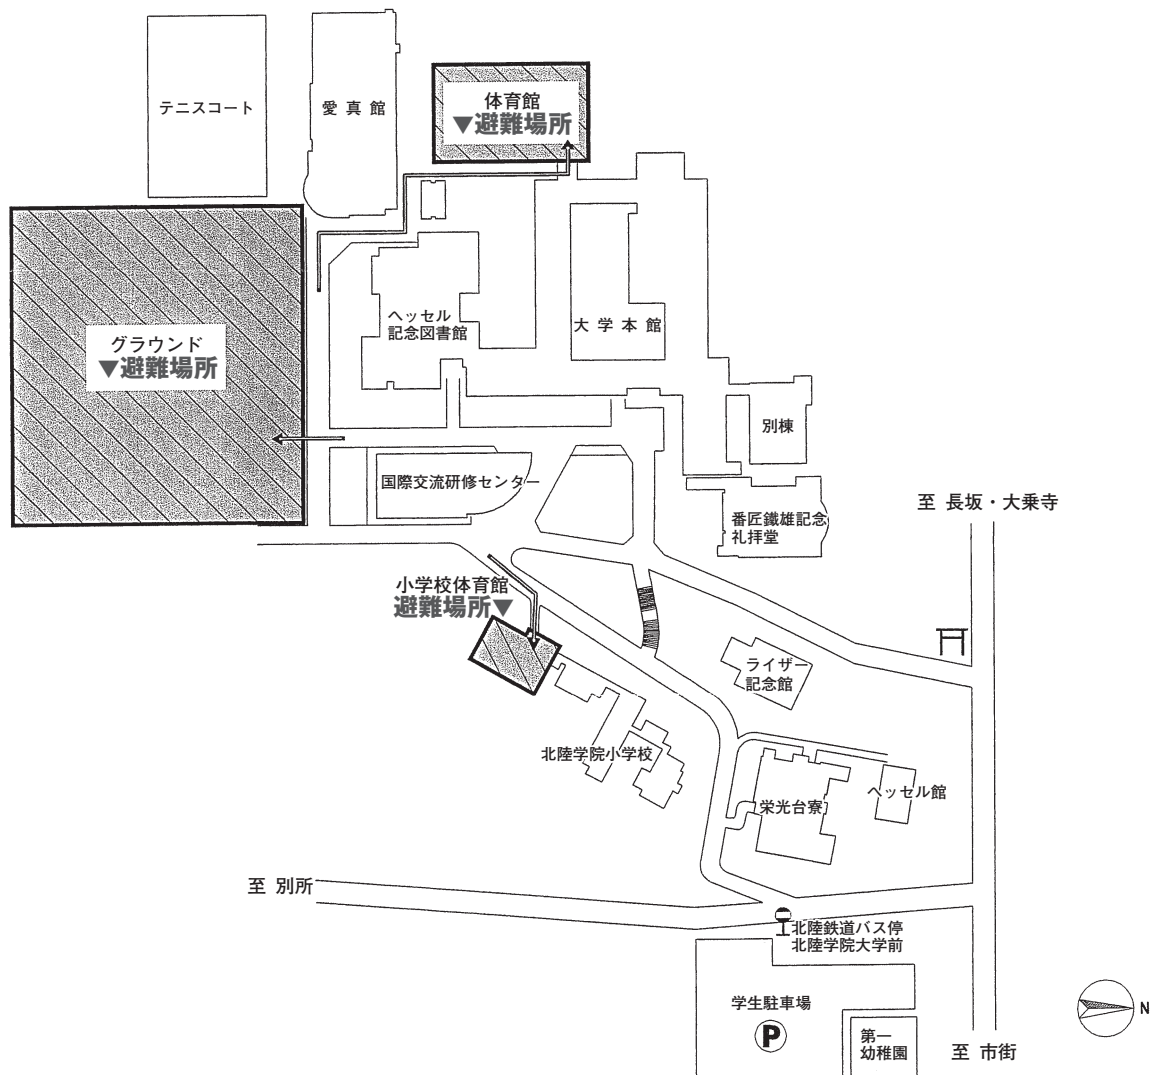 テニスコート
愛真館
体育館
▼避難場所
グラウンド
▼避難場所
ヘッセル
記念図書館
大学本館
別棟
国際交流研修センター
番匠鐵雄記念
礼拝堂
至 長坂・大乗寺
小学校体育館
避難場所▼
ライザー
記念館
北陸学院小学校
栄光台寮
ヘッセル館
至 別所
北陸鉄道バス停
北陸学院大学前
学生駐車場
P
第一
幼稚園
至 市街
N